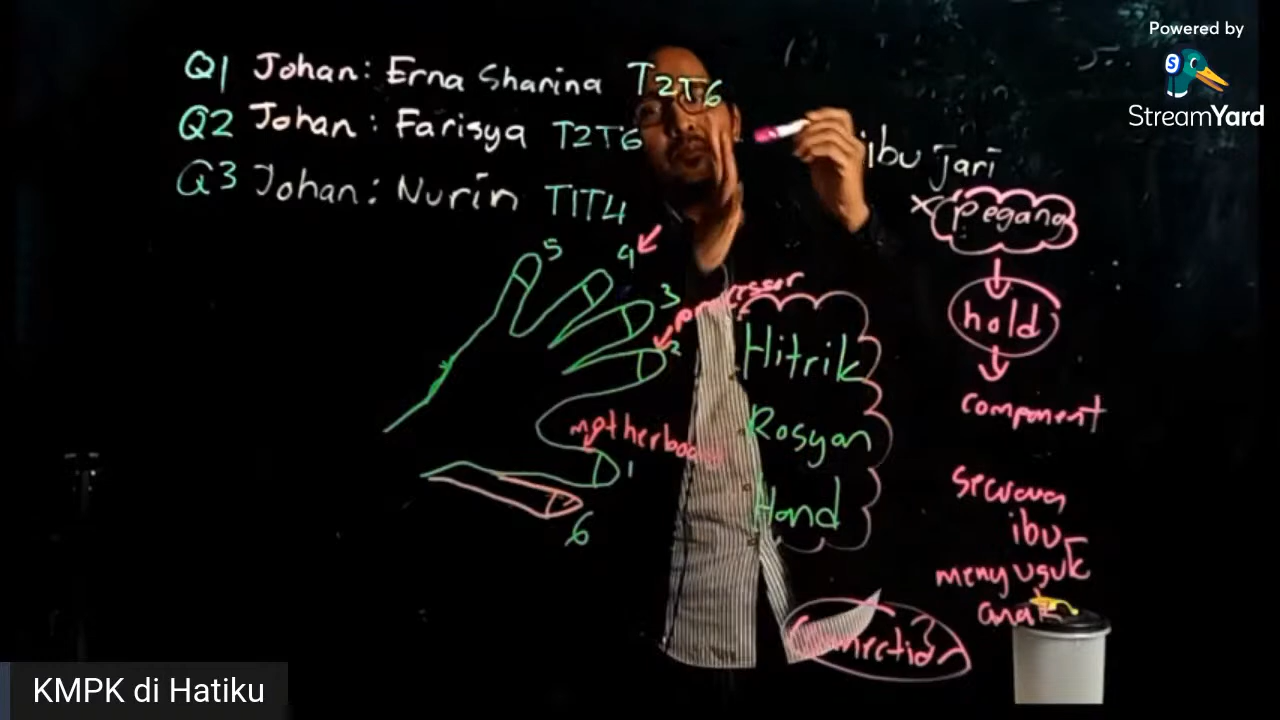 Q1 Johan: Erna Sharina T2T6
Q2 Johan: Farisya T2T6
Q3 Johan: Nurin T1T4
5
4
3
2
1
6
processor
motherboard
Hitrik
Rosyan
Hand
ibu jari
x pegang
hold
component
seorang
ibu
menyusuk
anak
connection
Powered by
StreamYard
KMPK di Hatiku